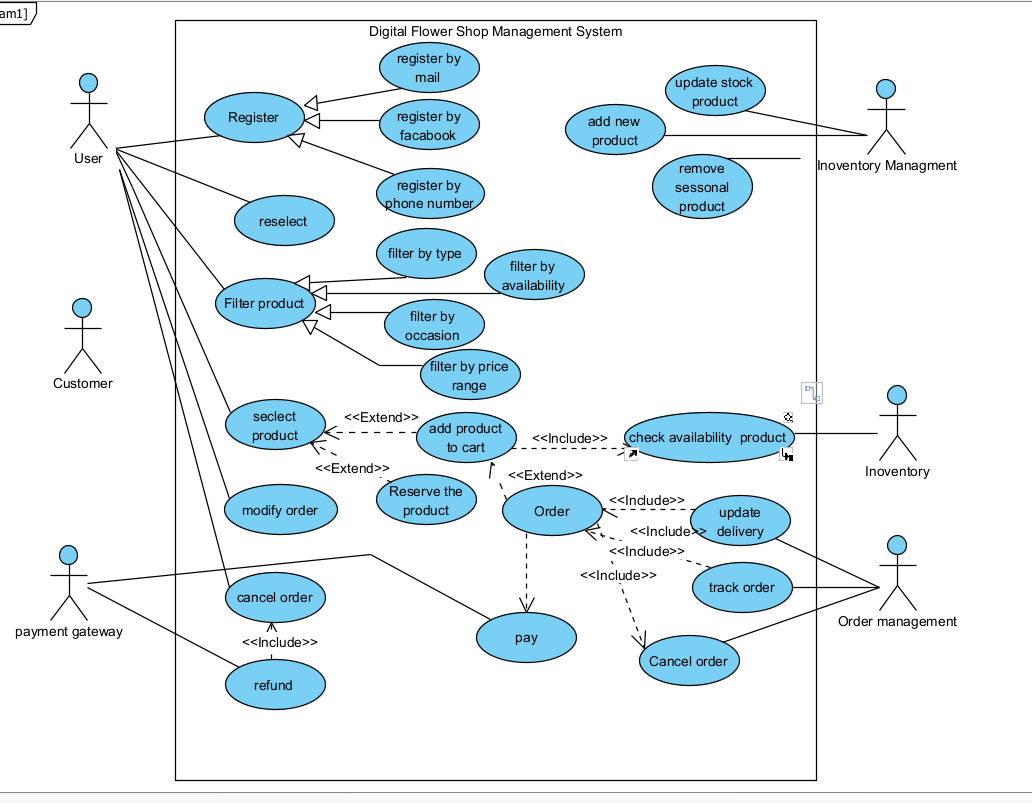 am1]
Digital Flower Shop Management System
register by
mail
Register
register by
facabook
register by
phone number
update stock
product
add new
product
remove
sessonal
product
User
Inoventory Managment
reselect
filter by type
filter by
availability
Filter product
filter by
occasion
filter by price
range
Customer
seclect
product
<<Extend>>
add product
to cart
<<Include>>
check availability product
<<Extend>>
Reserve the
product
<<Extend>>
Inoventory
modify order
Order
<<Include>>
update
delivery
<<Include>>
<<Include>>
<<Include>>
track order
payment gateway
cancel order
Order management
<<Include>>
pay
Cancel order
refund